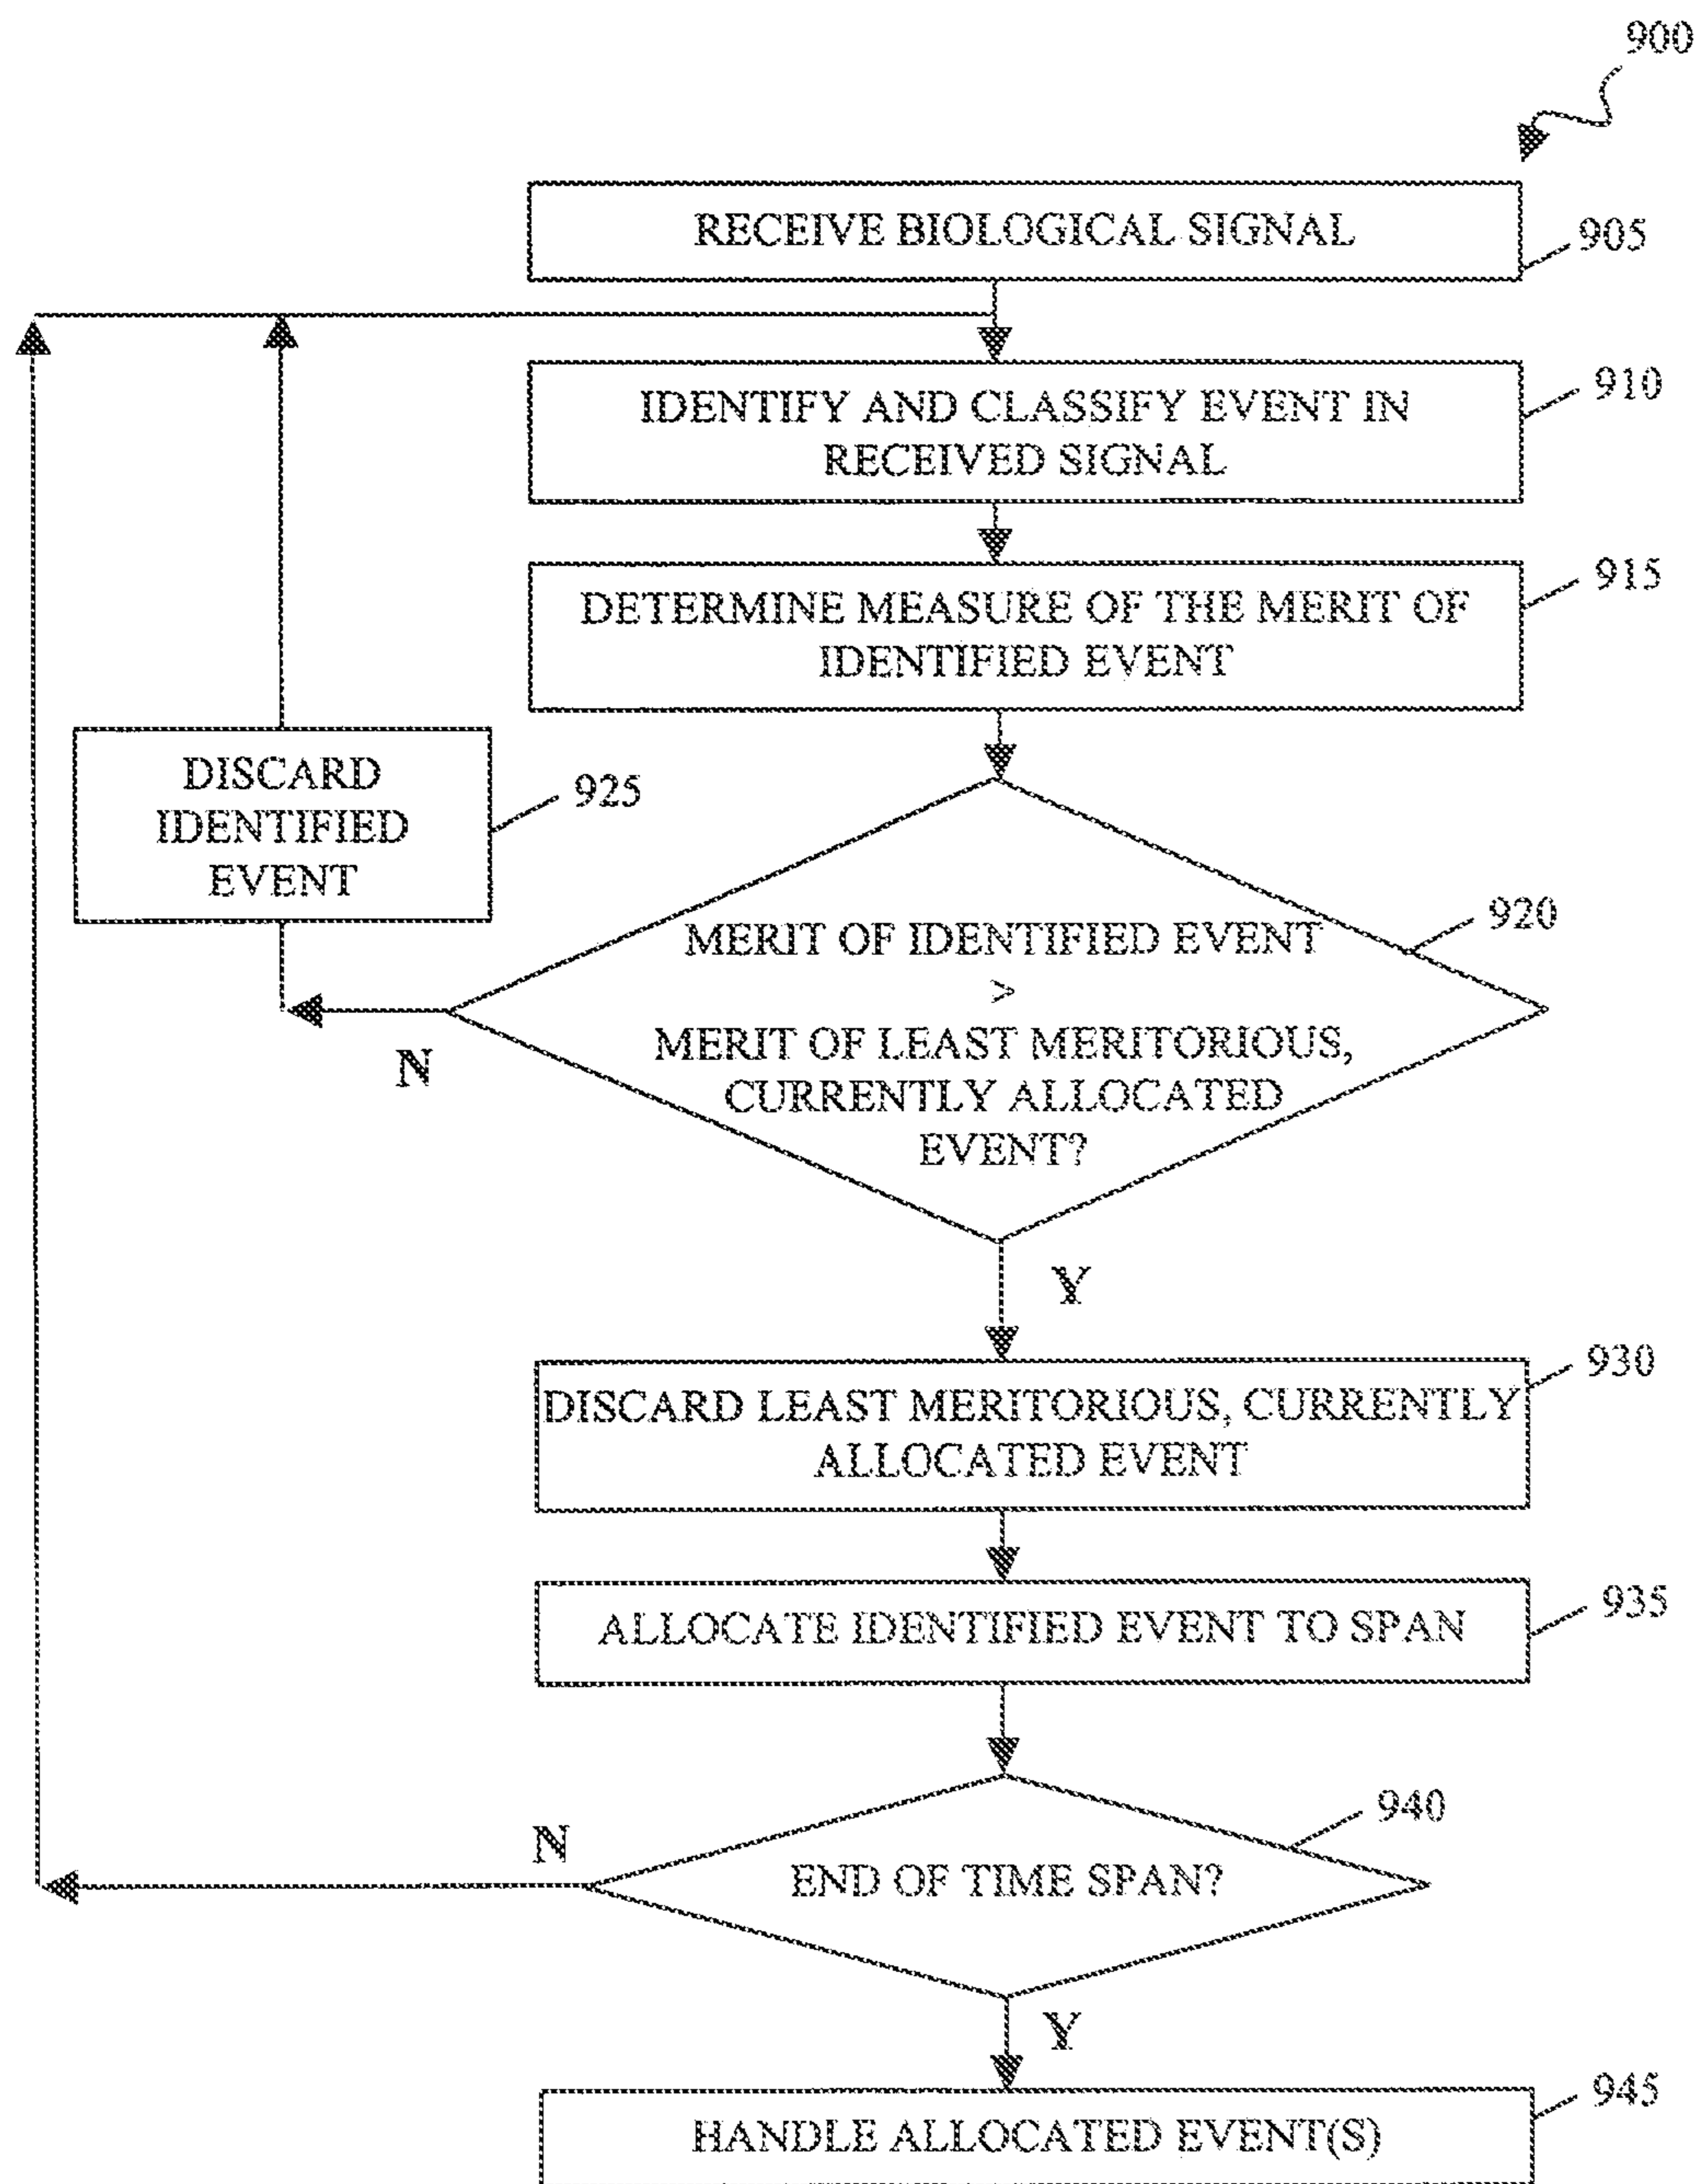 900
RECEIVE BIOLOGICAL SIGNAL
905
IDENTIFY AND CLASSIFY EVENT IN
RECEIVED SIGNAL
910
DETERMINE MEASURE OF THE MERIT OF
IDENTIFIED EVENT
915
DISCARD
IDENTIFIED
EVENT
925
MERIT OF IDENTIFIED EVENT
>
MERIT OF LEAST MERITORIOUS,
CURRENTLY ALLOCATED
EVENT?
920
N
Y
DISCARD LEAST MERITORIOUS, CURRENTLY
ALLOCATED EVENT
930
ALLOCATE IDENTIFIED EVENT TO SPAN
935
END OF TIME SPAN?
940
N
Y
HANDLE ALLOCATED EVENT(S)
945